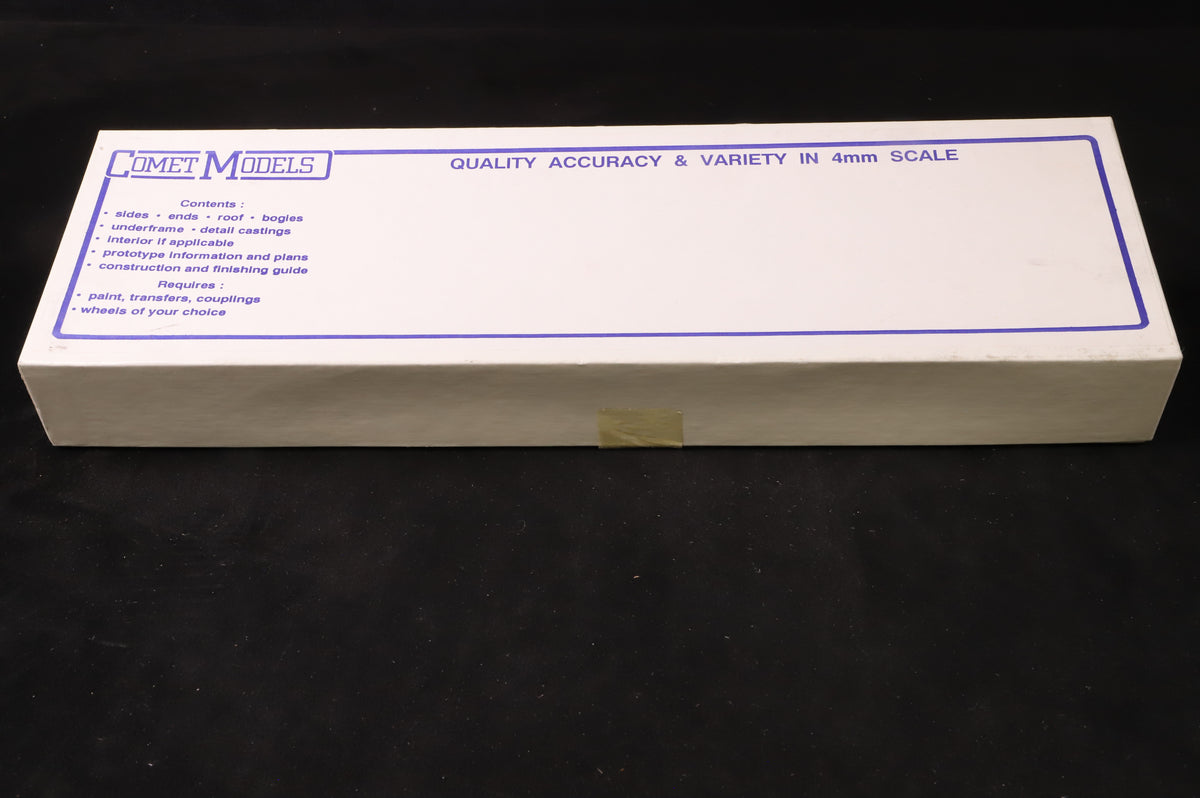 COMET MODELS
QUALITY ACCURACY & VARIETY IN 4mm SCALE
Contents :
• sides • ends • roof • bogies
• underframe • detail castings
• interior if applicable
• prototype information and plans
• construction and finishing guide
Requires :
• paint, transfers, couplings
• wheels of your choice